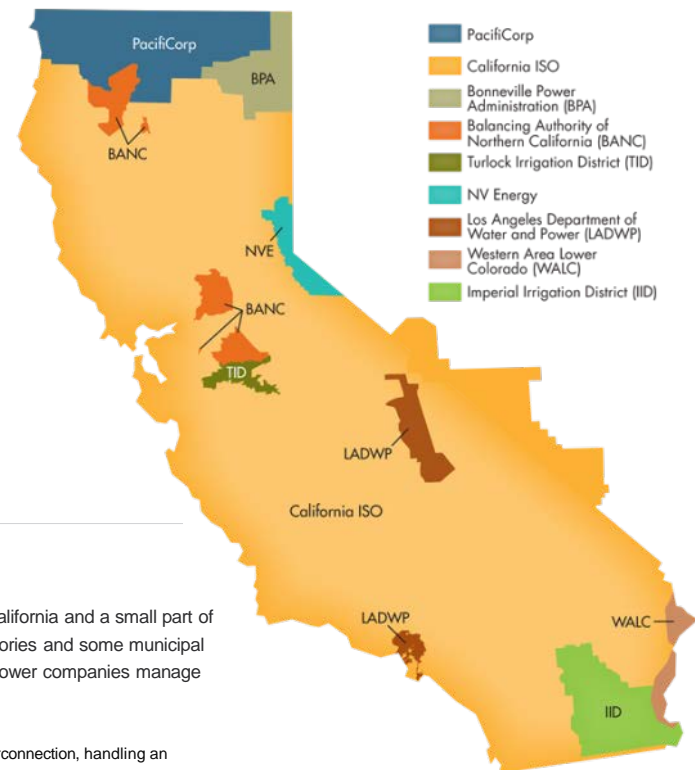 PacifiCorp
BPA
BANC
NVE
BANC
TID
LADWP
California ISO
LADWP
WALC
IID
PacifiCorp
California ISO
Bonneville Power
Administration (BPA)
Balancing Authority of
Northern California (BANC)
Turlock Irrigation District (TID)
NV Energy
Los Angeles Department of
Water and Power (LADWP)
Western Area Lower
Colorado (WALC)
Imperial Irrigation District (IID)
alifornia and a small part of
ories and some municipal
ower companies manage
rconnection, handling an